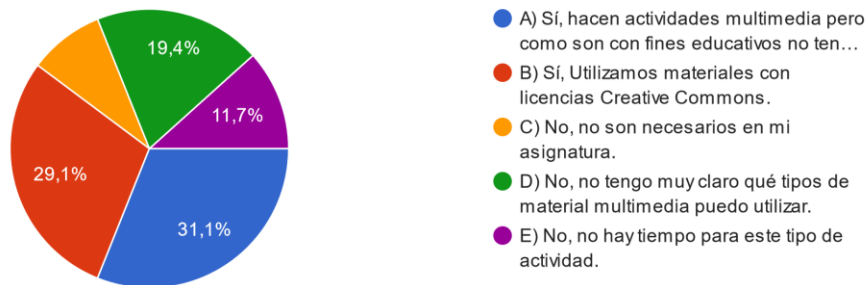 19,4%
11,7%
29,1%
31,1%
A) Sí, hacen actividades multimedia pero
como son con fines educativos no ten…
B) Sí, Utilizamos materiales con
licencias Creative Commons.
C) No, no son necesarios en mi
asignatura.
D) No, no tengo muy claro qué tipos de
material multimedia puedo utilizar.
E) No, no hay tiempo para este tipo de
actividad.